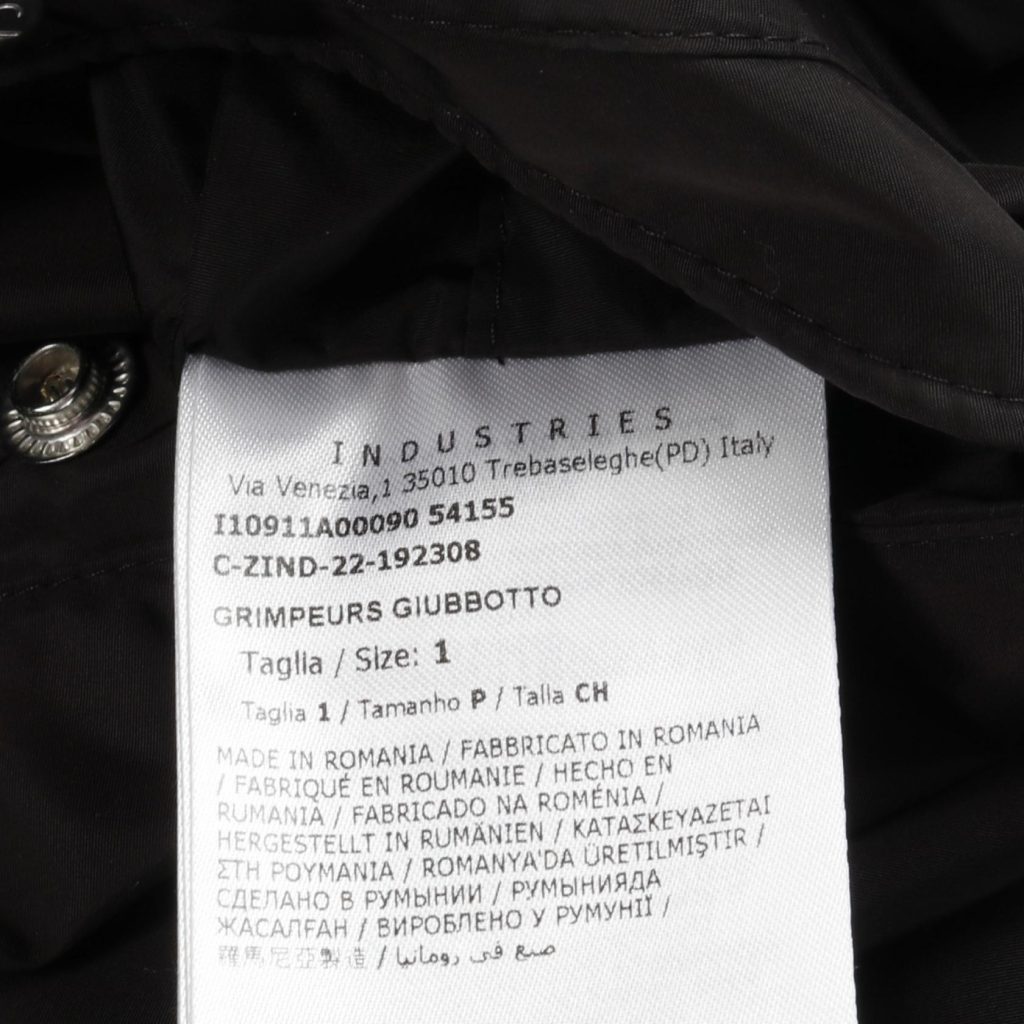 INDUSTRIES
Via Venezia,1 35010 Trebaseleghe(PD) Italy
I10911A00090 54155
C-ZIND-22-192308
GRIMPEURS GIUBBOTTO
Taglia / Size: 1
Taglia 1 / Tamanho P / Talla CH
MADE IN ROMANIA / FABBRICATO IN ROMANIA
/ FABRIQUÉ EN ROUMANIE / HECHO EN
RUMANIA / FABRICADO NA ROMÉNIA /
HERGESTELLT IN RUMÄNIEN / ΚΑΤΑΣΚΕΥΑΖΕΤΑΙ
ΣΤΗ ΡΟΥΜΑΝΙΑ / ROMANYA'DA ÜRETILMIŞTIR /
СДЕЛАНО В РУМЫНИИ / РУМЫНИЯДА
ЖАСАЛҒАН / ВИРОБЛЕНО У РУМУНІЇ /
羅馬尼亞製造 / صنع في رومانيا